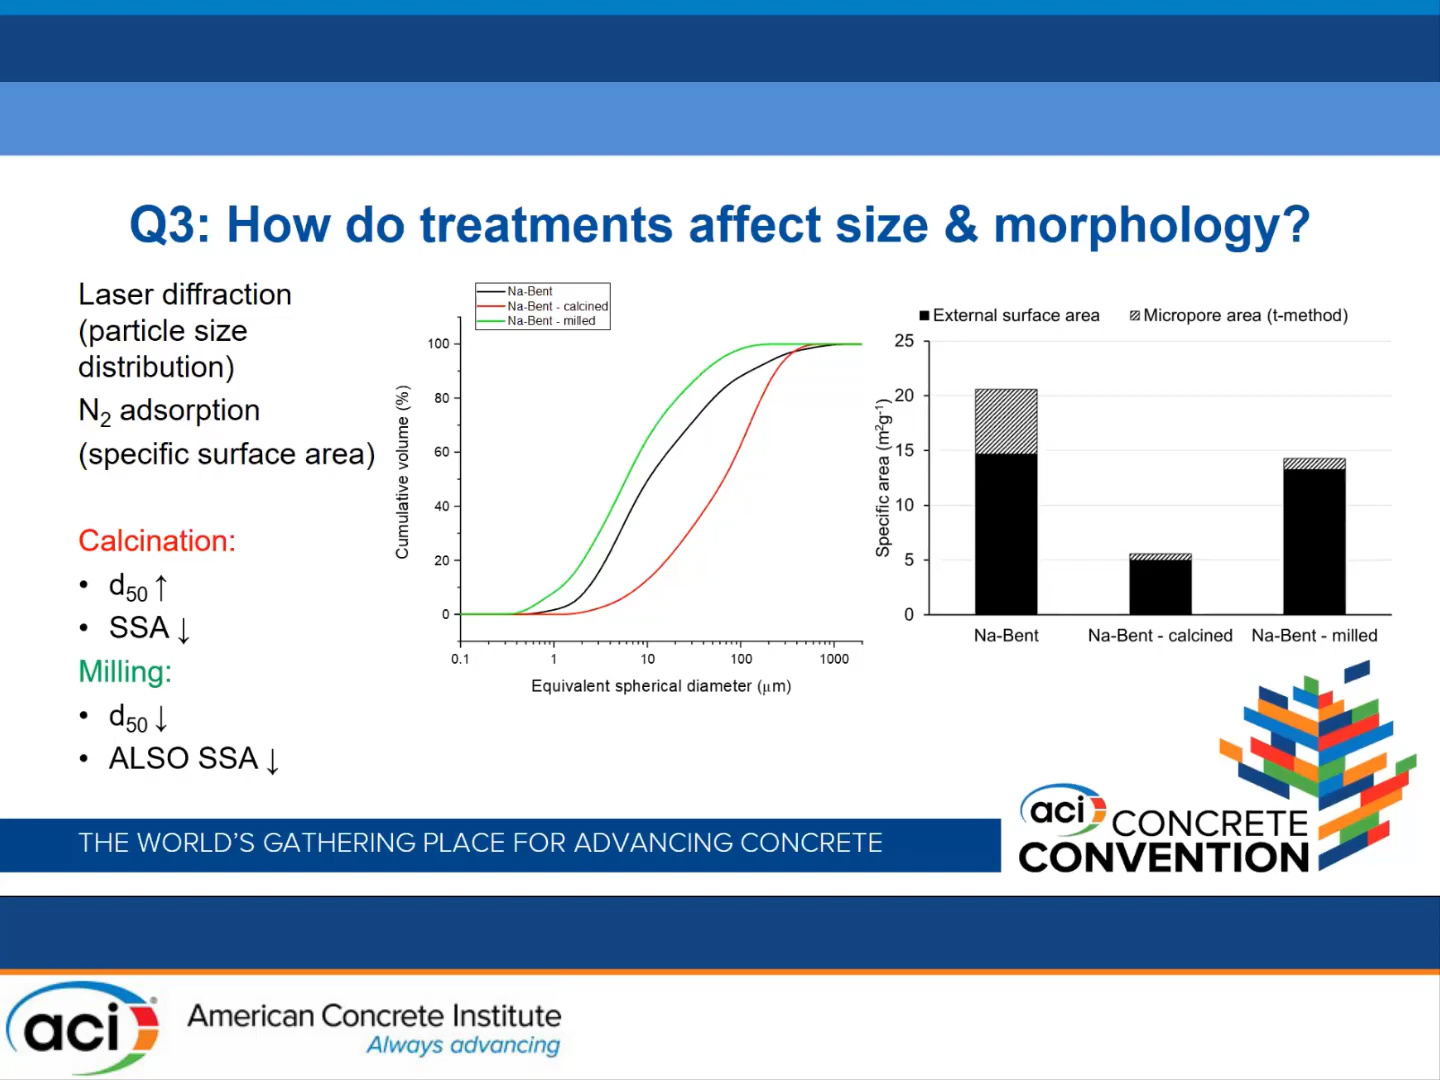 Q3: How do treatments affect size & morphology?
Laser diffraction
(particle size
distribution)
N2 adsorption
(specific surface area)
Calcination:
• d50 ↑
• SSA ↓
Milling:
• d50 ↓
• ALSO SSA ↓
Na-Bent
Na-Bent - calcined
Na-Bent - milled
Cumulative volume (%)
100
80
60
40
20
0
0.1 1 10 100 1000
Equivalent spherical diameter (µm)
External surface area Micropore area (t-method)
Specific area (m²g⁻¹)
25
20
15
10
5
0
Na-Bent Na-Bent - calcined Na-Bent - milled
THE WORLD'S GATHERING PLACE FOR ADVANCING CONCRETE
aci CONCRETE
CONVENTION
aci American Concrete Institute
Always advancing